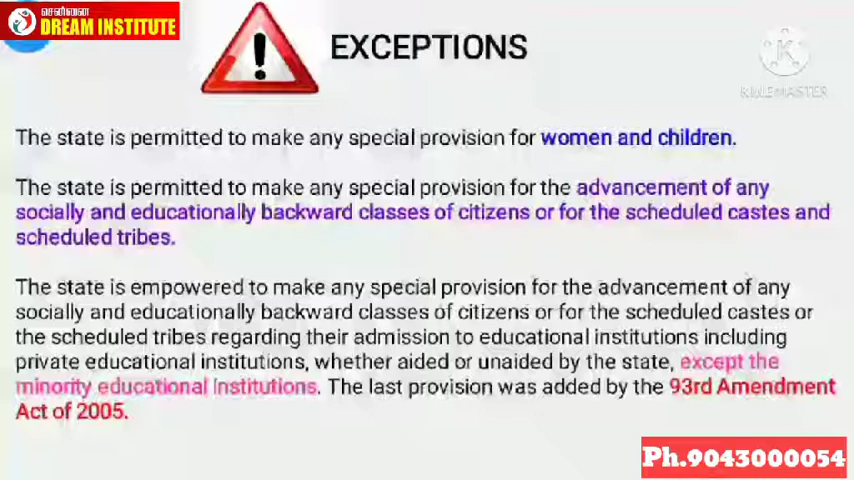 சென்னை
DREAM INSTITUTE
EXCEPTIONS
KINEMASTER
The state is permitted to make any special provision for women and children.
The state is permitted to make any special provision for the advancement of any
socially and educationally backward classes of citizens or for the scheduled castes and
scheduled tribes.
The state is empowered to make any special provision for the advancement of any
socially and educationally backward classes of citizens or for the scheduled castes or
the scheduled tribes regarding their admission to educational institutions including
private educational institutions, whether aided or unaided by the state, except the
minority educational institutions. The last provision was added by the 93rd Amendment
Act of 2005.
Ph.9043000054